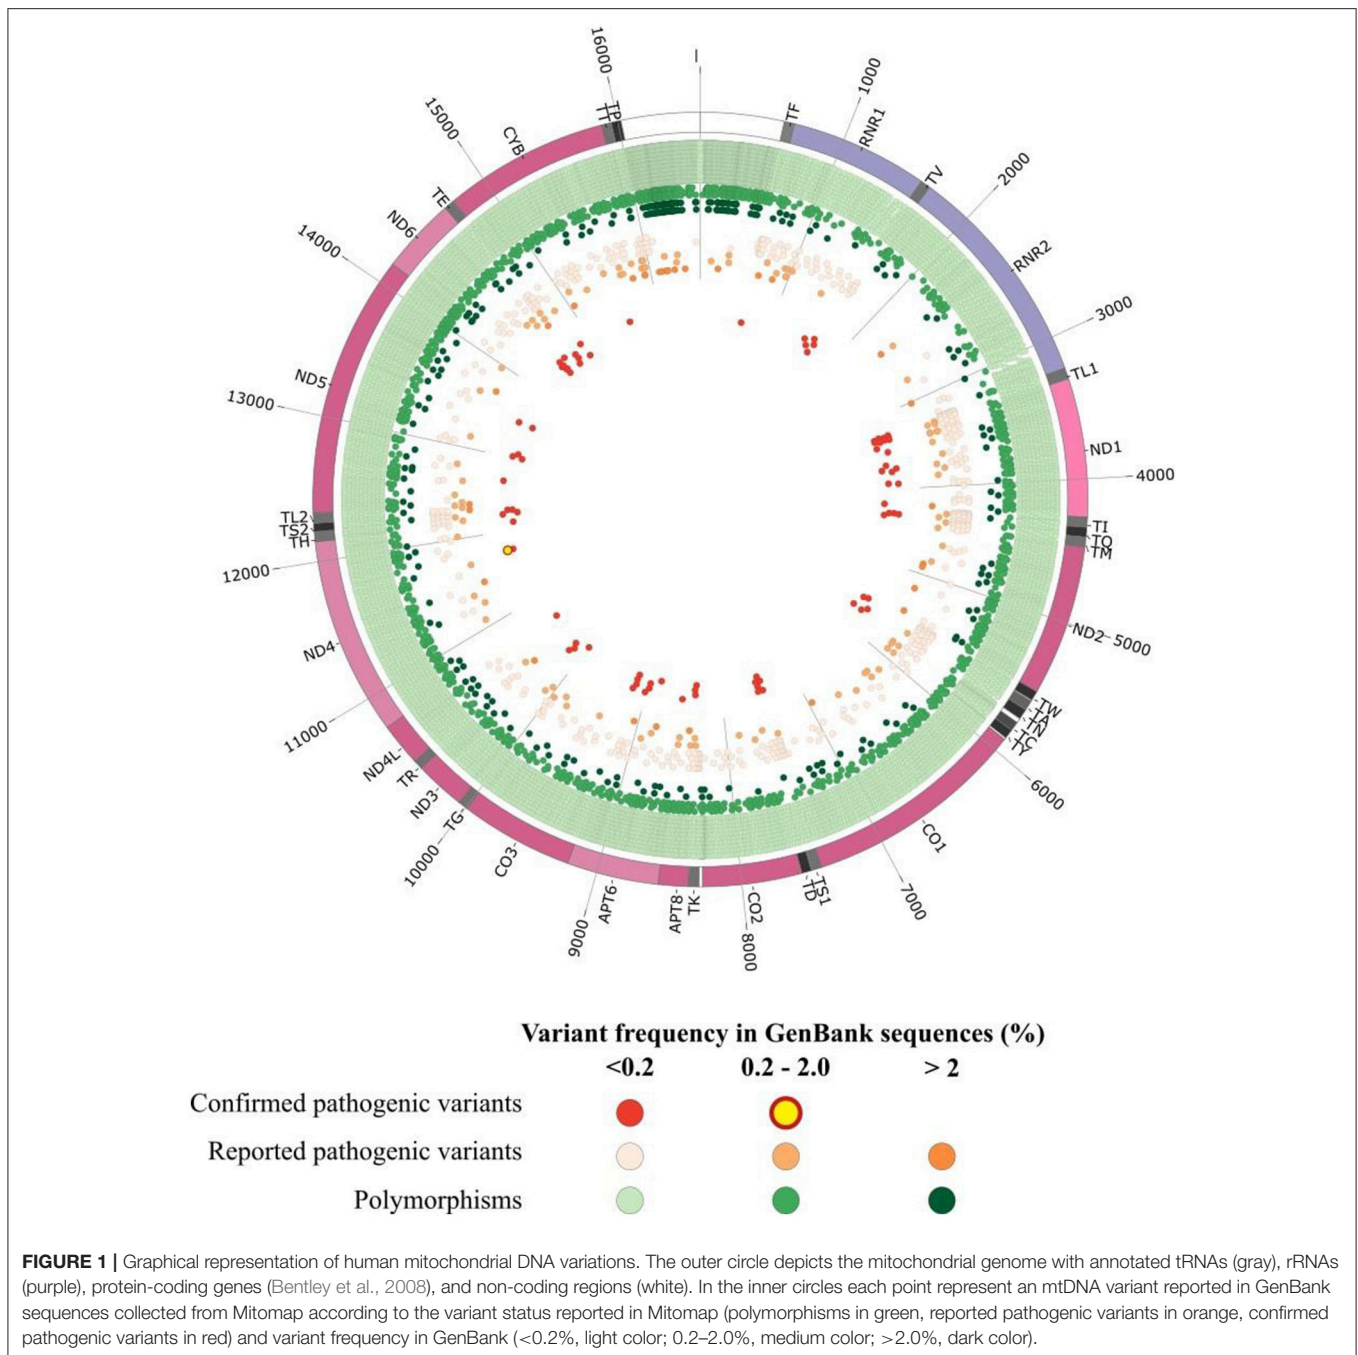 I
1000
2000
3000
4000
5000
6000
7000
8000
9000
10000
11000
12000
13000
14000
15000
16000
TF
RNR1
TV
RNR2
TL1
ND1
TI
TQ
TM
ND2
TW
TA
TN
TC
TY
CO1
TS1
TD
CO2
TK
APT8
APT6
CO3
TG
ND3
TR
ND4L
ND4
TH
TS2
TL2
ND5
ND6
TE
CYB
TT
TP
Variant frequency in GenBank sequences (%)
<0.2 0.2 - 2.0 > 2
Confirmed pathogenic variants
Reported pathogenic variants
Polymorphisms
FIGURE 1 | Graphical representation of human mitochondrial DNA variations. The outer circle depicts the mitochondrial genome with annotated tRNAs (gray), rRNAs
(purple), protein-coding genes (Bentley et al., 2008), and non-coding regions (white). In the inner circles each point represent an mtDNA variant reported in GenBank
sequences collected from Mitomap according to the variant status reported in Mitomap (polymorphisms in green, reported pathogenic variants in orange, confirmed
pathogenic variants in red) and variant frequency in GenBank (<0.2%, light color; 0.2–2.0%, medium color; >2.0%, dark color).